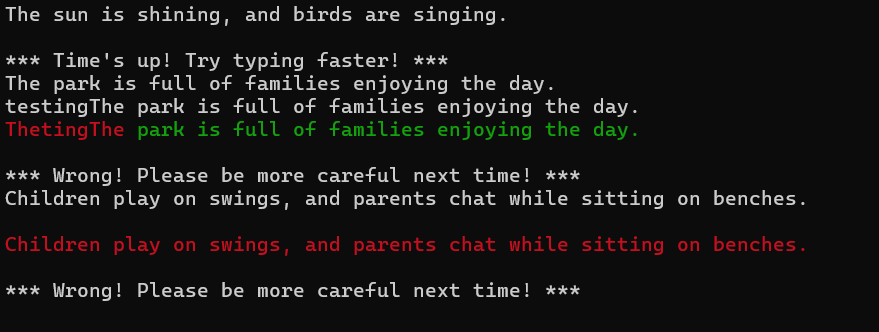 The sun is shining, and birds are singing.
*** Time's up! Try typing faster! ***
The park is full of families enjoying the day.
testingThe park is full of families enjoying the day.
ThetingThe park is full of families enjoying the day.
*** Wrong! Please be more careful next time! ***
Children play on swings, and parents chat while sitting on benches.
Children play on swings, and parents chat while sitting on benches.
*** Wrong! Please be more careful next time! ***